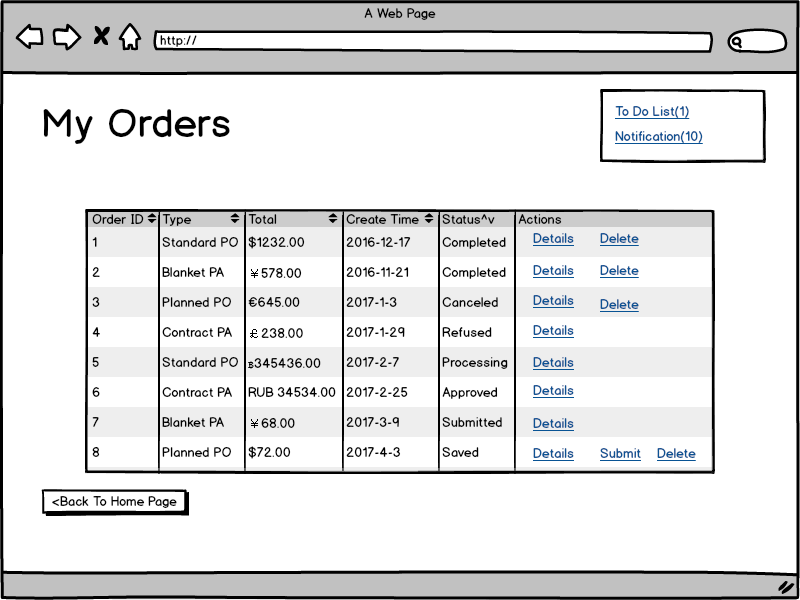 A Web Page
http://
My Orders
To Do List(1)
Notification(10)
Order ID Type Total Create Time Status^v Actions
1 Standard PO $1232.00 2016-12-17 Completed Details Delete
2 Blanket PA ¥578.00 2016-11-21 Completed Details Delete
3 Planned PO €645.00 2017-1-3 Canceled Details Delete
4 Contract PA £238.00 2017-1-29 Refused Details
5 Standard PO ฿345436.00 2017-2-7 Processing Details
6 Contract PA RUB 34534.00 2017-2-25 Approved Details
7 Blanket PA ¥68.00 2017-3-9 Submitted Details
8 Planned PO $72.00 2017-4-3 Saved Details Submit Delete
<Back To Home Page